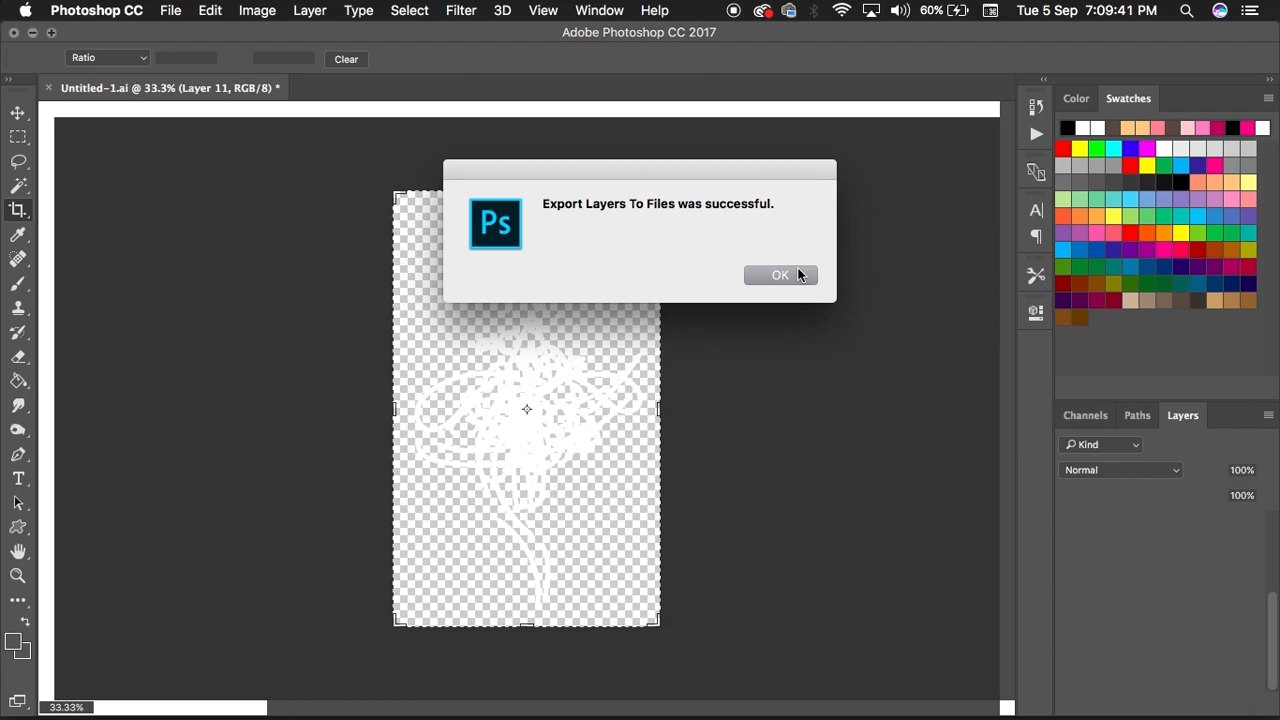 Photoshop CC File Edit Image Layer Type Select Filter 3D View Window Help 60% Tue 5 Sep 7:09:41 PM
Adobe Photoshop CC 2017
Ratio Clear
Untitled-1.ai @ 33.3% (Layer 11, RGB/8) *
Color Swatches
Ps
Export Layers To Files was successful.
OK
Channels Paths Layers
Kind
Normal 100%
100%
33.33%